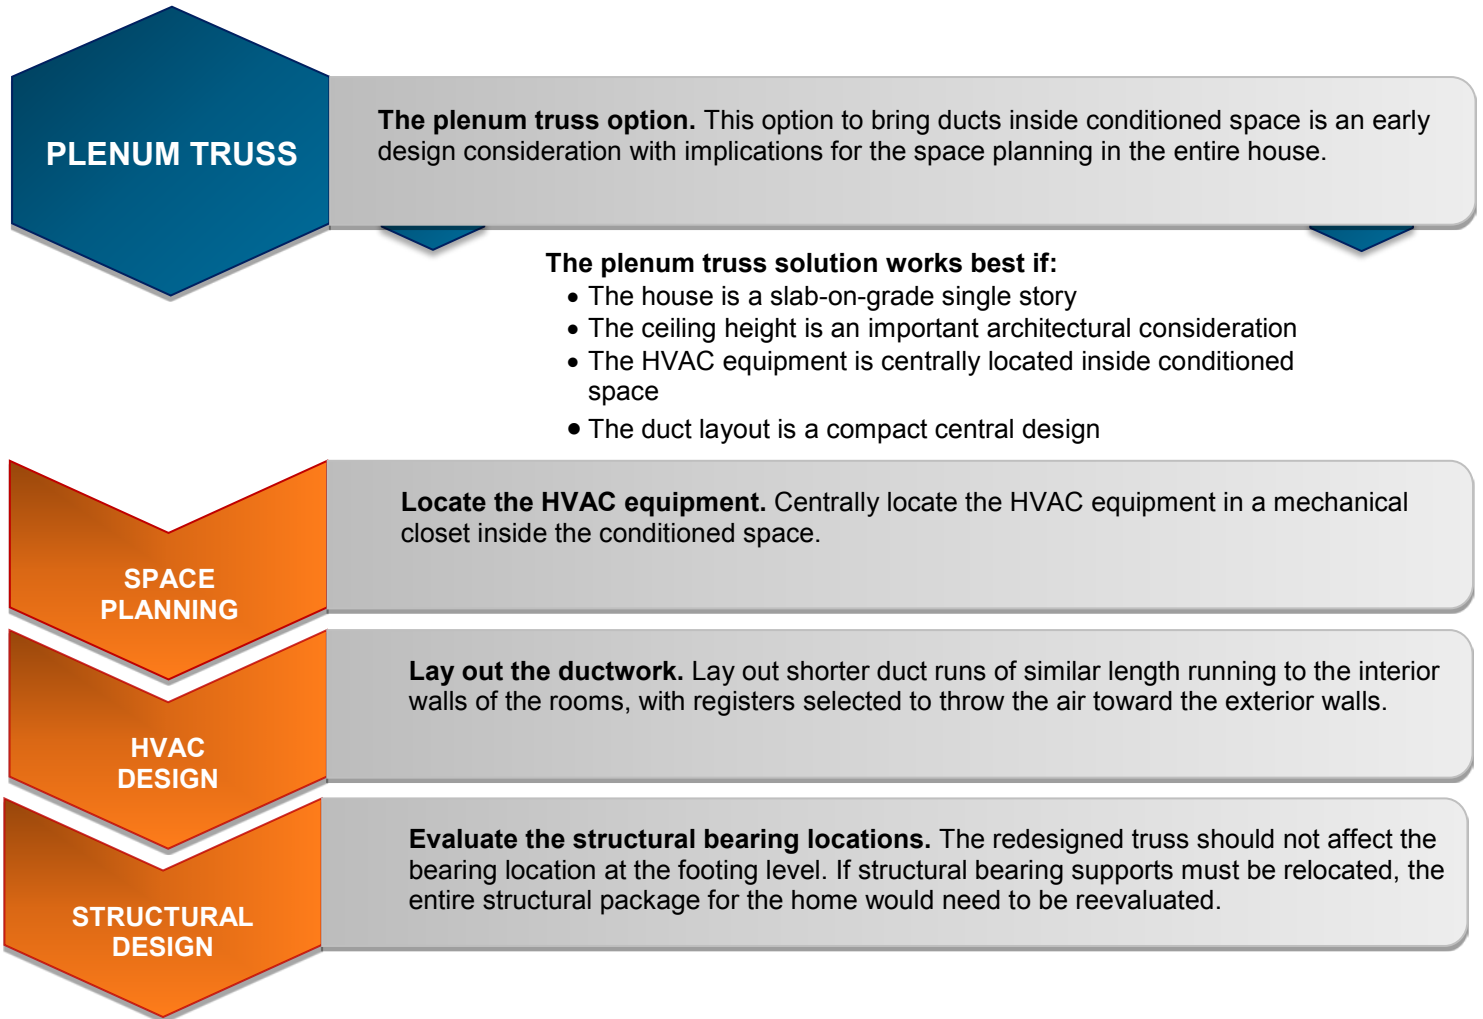 PLENUM TRUSS
The plenum truss option. This option to bring ducts inside conditioned space is an early
design consideration with implications for the space planning in the entire house.
The plenum truss solution works best if:
• The house is a slab-on-grade single story
• The ceiling height is an important architectural consideration
• The HVAC equipment is centrally located inside conditioned
space
• The duct layout is a compact central design
SPACE
PLANNING
Locate the HVAC equipment. Centrally locate the HVAC equipment in a mechanical
closet inside the conditioned space.
HVAC
DESIGN
Lay out the ductwork. Lay out shorter duct runs of similar length running to the interior
walls of the rooms, with registers selected to throw the air toward the exterior walls.
STRUCTURAL
DESIGN
Evaluate the structural bearing locations. The redesigned truss should not affect the
bearing location at the footing level. If structural bearing supports must be relocated, the
entire structural package for the home would need to be reevaluated.